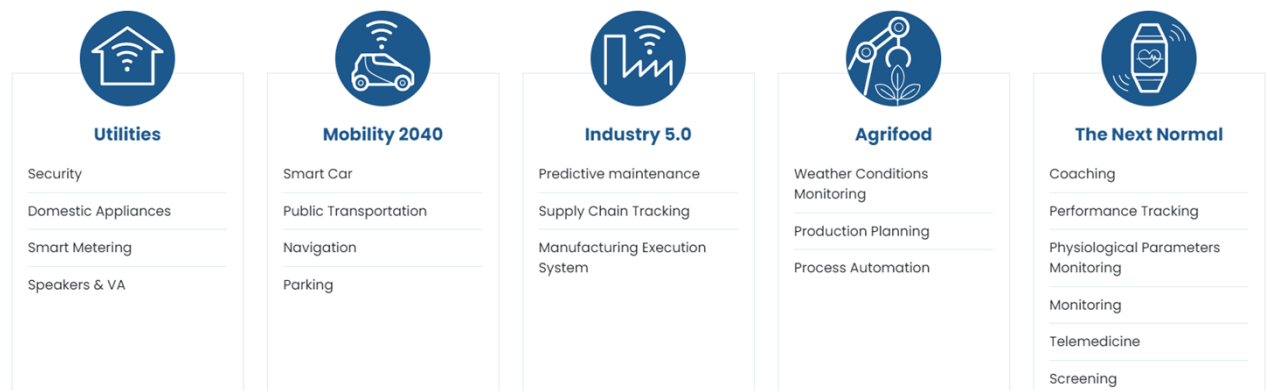 Utilities
Security
Domestic Appliances
Smart Metering
Speakers & VA
Mobility 2040
Smart Car
Public Transportation
Navigation
Parking
Industry 5.0
Predictive maintenance
Supply Chain Tracking
Manufacturing Execution
System
Agrifood
Weather Conditions
Monitoring
Production Planning
Process Automation
The Next Normal
Coaching
Performance Tracking
Physiological Parameters
Monitoring
Monitoring
Telemedicine
Screening